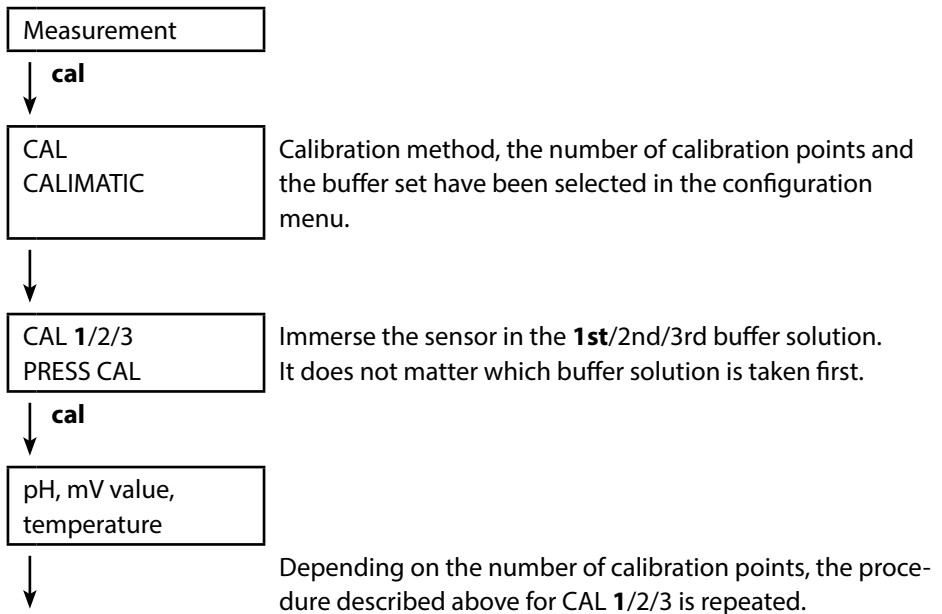 Measurement
cal
CAL
CALIMATIC
Calibration method, the number of calibration points and
the buffer set have been selected in the configuration
menu.
CAL 1/2/3
PRESS CAL
Immerse the sensor in the 1st/2nd/3rd buffer solution.
It does not matter which buffer solution is taken first.
cal
pH, mV value,
temperature
Depending on the number of calibration points, the proce-
dure described above for CAL 1/2/3 is repeated.